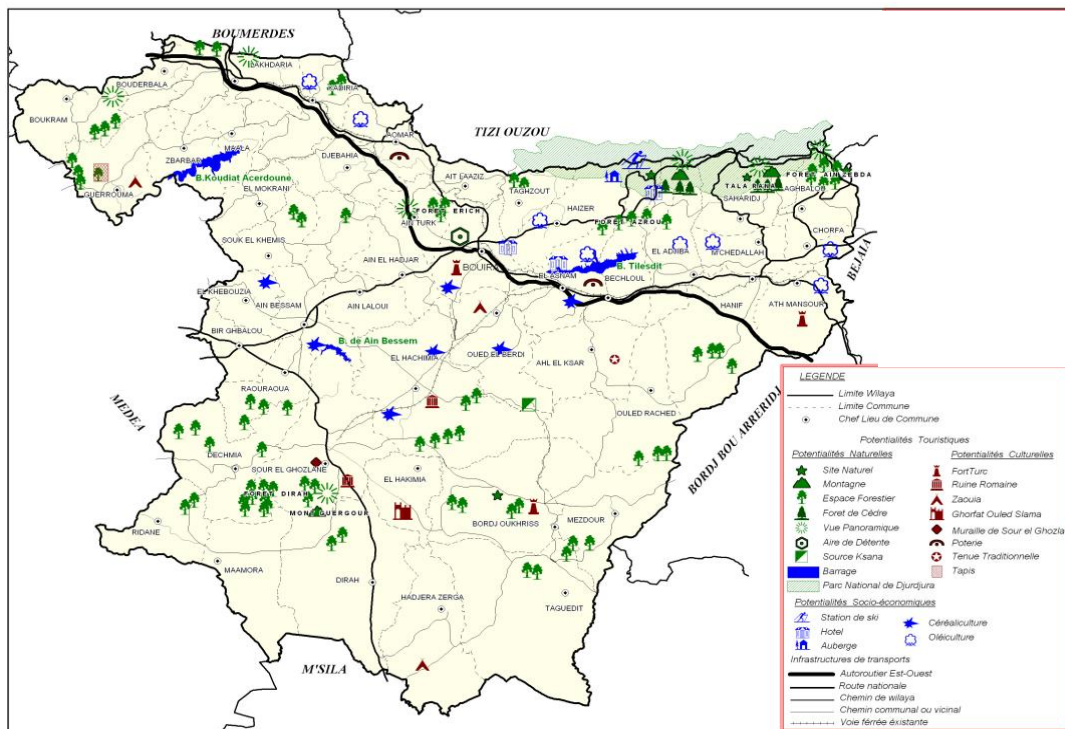 BOUMERDES
LAKHDARIA
BOUDERBALA
KADIRIA
BOUKRAM
AOMAR
TIZI OUZOU
MAALA
ZBARBAR
DJEBAHIA
B.Koudiat Acerdoune
AIT LAAZIZ
GUERROUMA
EL MOKRANI
TAGHZOUT
FORET AIN ZEBDA
TALA RANA
AGHBALOU
SAHARIDJ
FORET ERICH
HAIZER
AIN TURK
FORET AZROU
CHORFA
SOUK EL KHEMIS
EL ADJIBA
M'CHEDALLAH
BEJAIA
AIN EL HADJAR
BOUIRA
B. Tilesdit
EL ASNAM
BECHLOUL
EL KHEBOUZIA
AIN BESSAM
AIN LALOUI
HANIF
ATH MANSOUR
BIR GHBALOU
B. de Ain Bessem
EL HACHIMIA
OUED EL BERDI
AHL EL KSAR
RAOURAOUA
MEDEA
OULED RACHED
BORDJ BOU ARRERIDJ
DECHMIA
SOUR EL GHOZLANE
EL HAKIMIA
FORET DIRAH
MONT GUERGOUR
BORDJ OUKHRISS
MEZDOUR
RIDANE
MAAMORA
DIRAH
HADJERA ZERGA
TAGUEDIT
M'SILA
LEGENDE
Limite Wilaya
Limite Commune
Chef Lieu de Commune
Potentialités Touristiques
Potentialités Naturelles
Site Naturel
Montagne
Espace Forestier
Foret de Cèdre
Vue Panoramique
Aire de Détente
Source Ksana
Barrage
Parc National de Djurdjura
Potentialités Culturelles
FortTurc
Ruine Romaine
Zaouia
Ghorfat Ouled Slama
Muraille de Sour el Ghozla
Poterie
Tenue Traditionnelle
Tapis
Potentialités Socio-économiques
Station de ski
Hotel
Auberge
Céréaliculture
Oléiculture
Infrastructures de transports
Autoroutier Est-Ouest
Route nationale
Chemin de wilaya
Chemin communal ou vicinal
Voie férrée éxistante